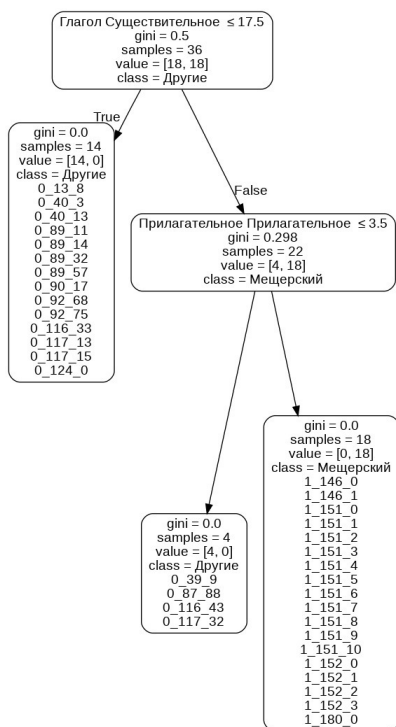 Глагол Существительное ≤ 17.5
gini = 0.5
samples = 36
value = [18, 18]
class = Другие
True
gini = 0.0
samples = 14
value = [14, 0]
class = Другие
0_13_8
0_40_3
0_40_13
0_89_11
0_89_14
0_89_32
0_89_57
0_90_17
0_92_68
0_92_75
0_116_33
0_117_13
0_117_15
0_124_0
False
Прилагательное Прилагательное ≤ 3.5
gini = 0.298
samples = 22
value = [4, 18]
class = Мещерский
gini = 0.0
samples = 4
value = [4, 0]
class = Другие
0_39_9
0_87_88
0_116_43
0_117_32
gini = 0.0
samples = 18
value = [0, 18]
class = Мещерский
1_146_0
1_146_1
1_151_0
1_151_1
1_151_2
1_151_3
1_151_4
1_151_5
1_151_6
1_151_7
1_151_8
1_151_9
1_151_10
1_152_0
1_152_1
1_152_2
1_152_3
1_180_0